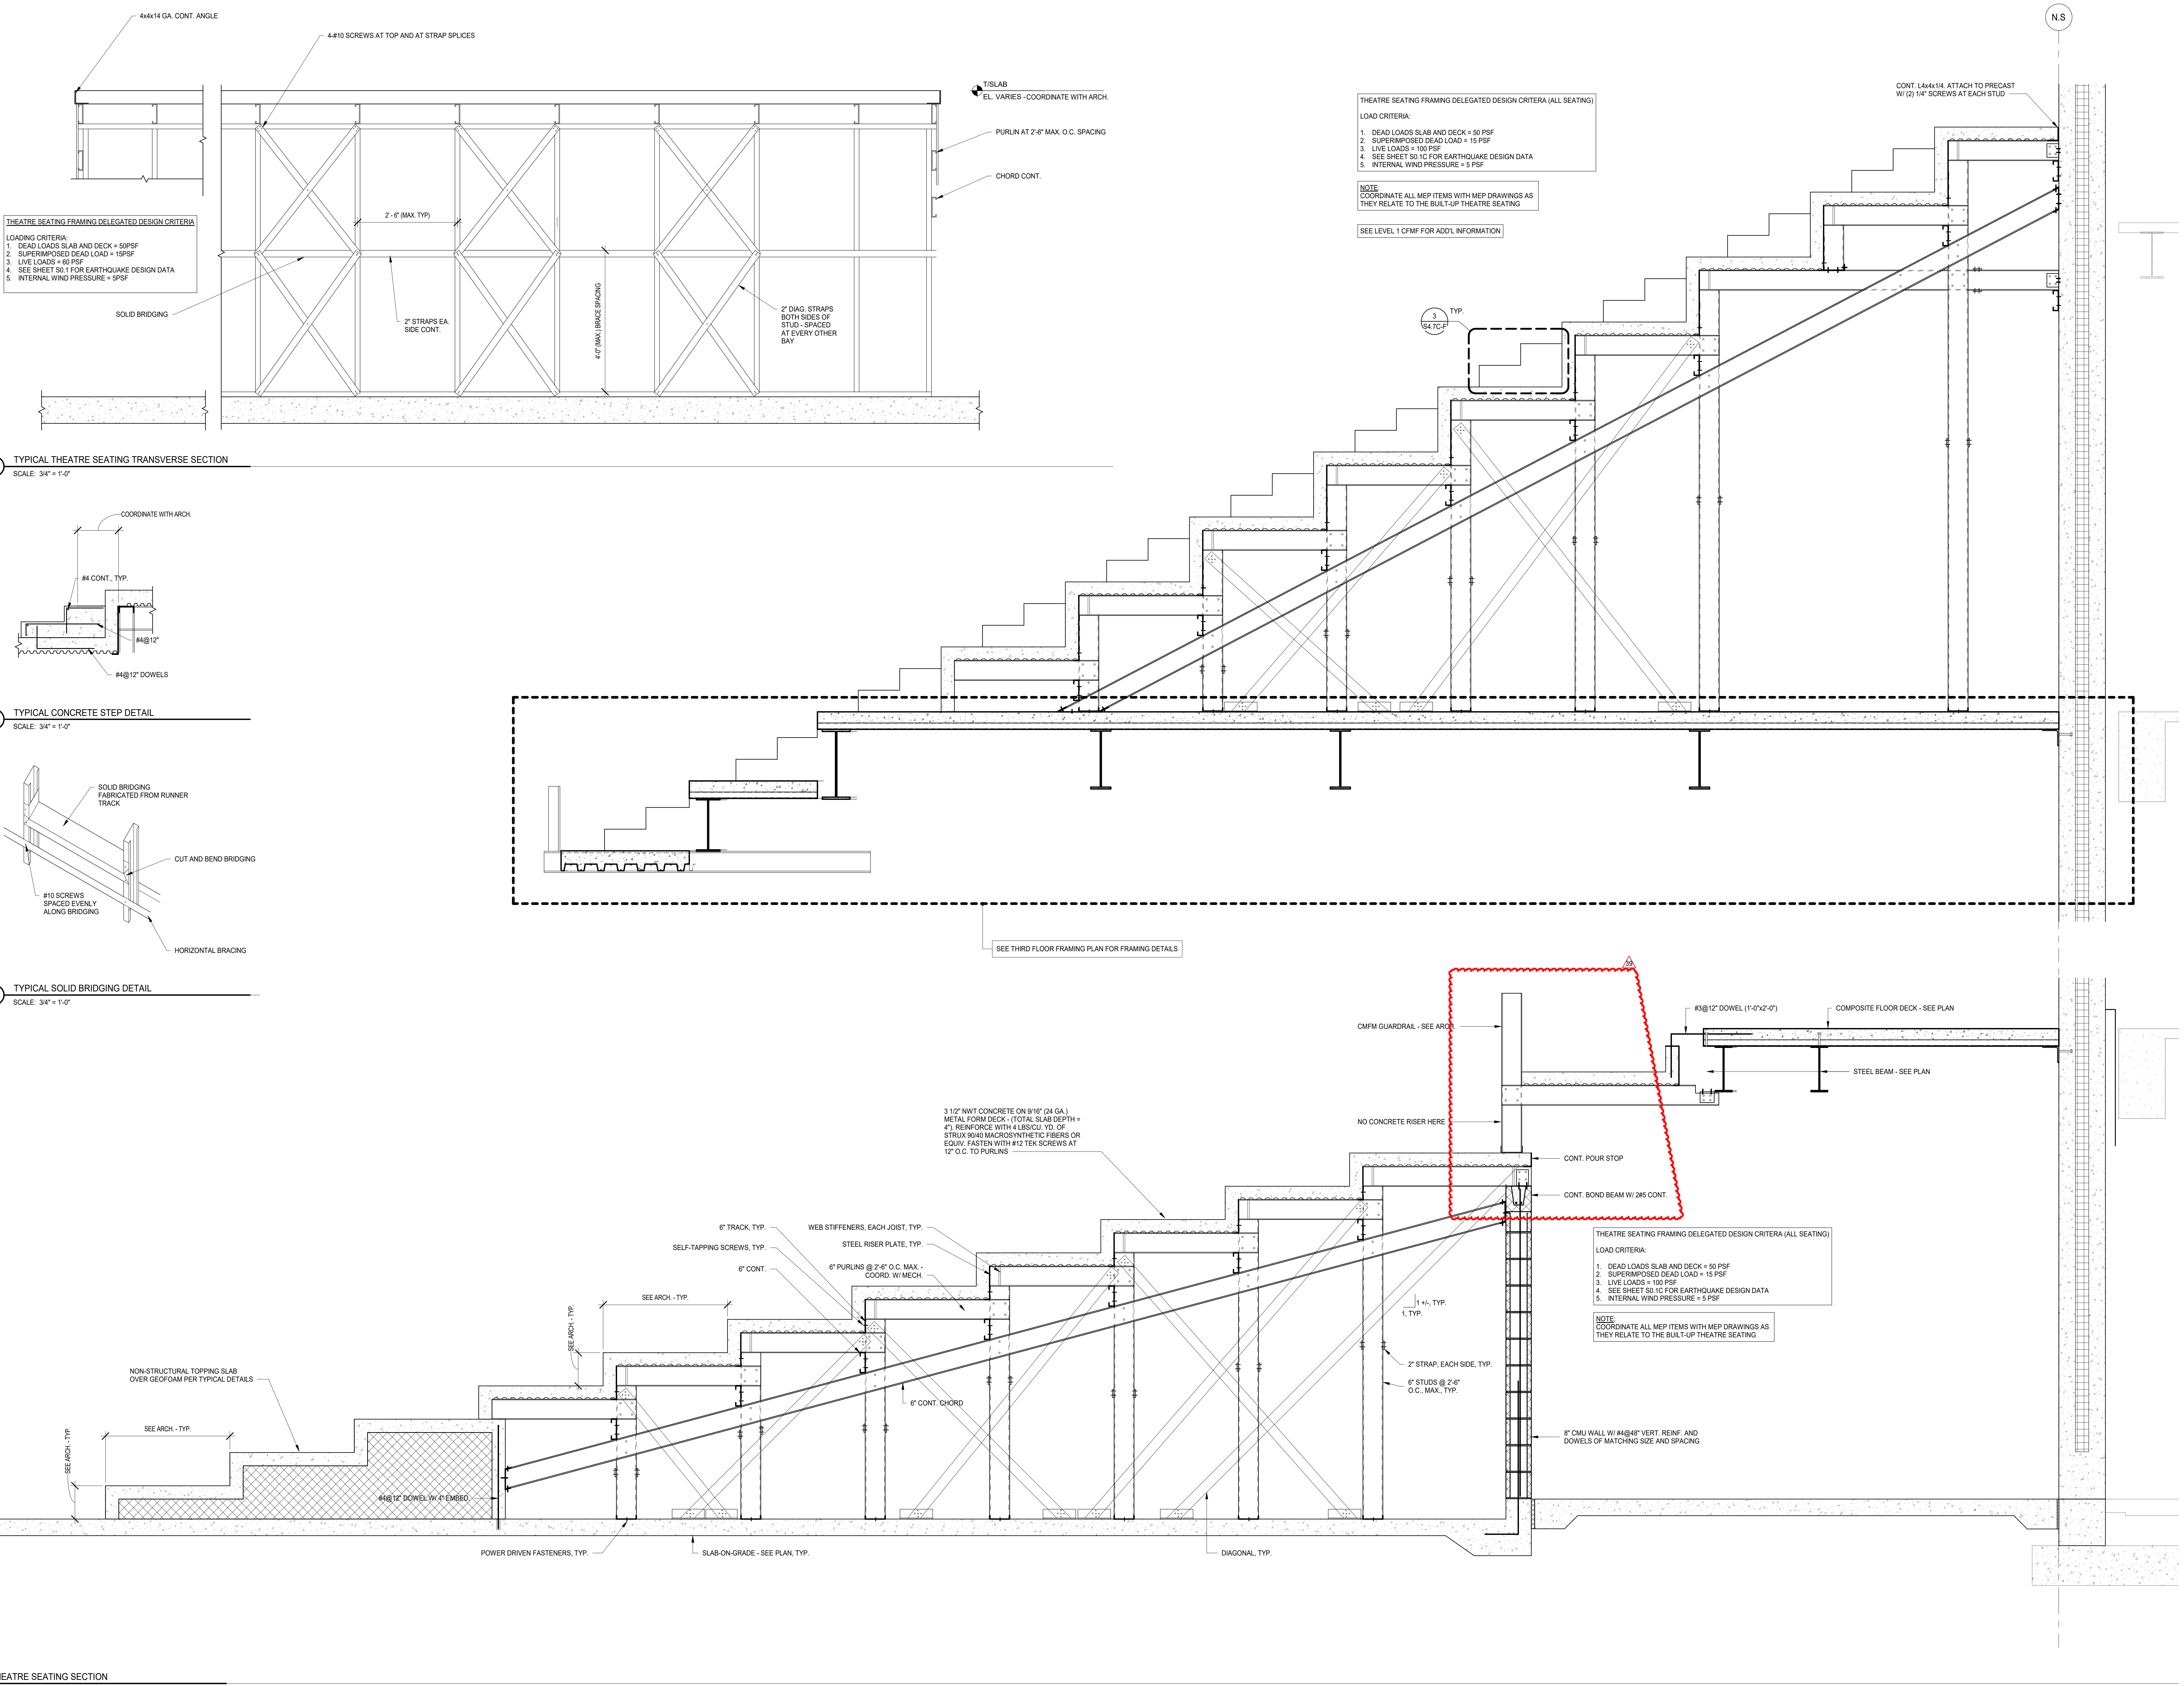 4x4x14 GA. CONT. ANGLE
4-#10 SCREWS AT TOP AND AT STRAP SPLICES
T/SLAB
EL. VARIES - COORDINATE WITH ARCH.
PURLIN AT 2'-6" MAX. O.C. SPACING
CHORD CONT.
2' - 6" (MAX. TYP)
THEATRE SEATING FRAMING DELEGATED DESIGN CRITERIA
LOADING CRITERIA:
1. DEAD LOADS SLAB AND DECK = 50PSF
2. SUPERIMPOSED DEAD LOAD = 15PSF
3. LIVE LOADS = 60 PSF
4. SEE SHEET S0.1 FOR EARTHQUAKE DESIGN DATA
5. INTERNAL WIND PRESSURE = 5PSF
SOLID BRIDGING
2" STRAPS EA.
SIDE CONT.
4'-0" (MAX.) BRACE SPACING
2" DIAG. STRAPS
BOTH SIDES OF
STUD - SPACED
AT EVERY OTHER
BAY
TYPICAL THEATRE SEATING TRANSVERSE SECTION
SCALE: 3/4" = 1'-0"
COORDINATE WITH ARCH.
#4 CONT., TYP.
#4@12"
#4@12" DOWELS
TYPICAL CONCRETE STEP DETAIL
SCALE: 3/4" = 1'-0"
SOLID BRIDGING
FABRICATED FROM RUNNER
TRACK
CUT AND BEND BRIDGING
#10 SCREWS
SPACED EVENLY
ALONG BRIDGING
HORIZONTAL BRACING
TYPICAL SOLID BRIDGING DETAIL
SCALE: 3/4" = 1'-0"
N.S
CONT. L4x4x1/4. ATTACH TO PRECAST
W/ (2) 1/4" SCREWS AT EACH STUD
THEATRE SEATING FRAMING DELEGATED DESIGN CRITERA (ALL SEATING)
LOAD CRITERIA:
1. DEAD LOADS SLAB AND DECK = 50 PSF
2. SUPERIMPOSED DEAD LOAD = 15 PSF
3. LIVE LOADS = 100 PSF
4. SEE SHEET S0.1C FOR EARTHQUAKE DESIGN DATA
5. INTERNAL WIND PRESSURE = 5 PSF
NOTE:
COORDINATE ALL MEP ITEMS WITH MEP DRAWINGS AS
THEY RELATE TO THE BUILT-UP THEATRE SEATING
SEE LEVEL 1 CFMF FOR ADD'L INFORMATION
3
S4.7C-F
TYP.
SEE THIRD FLOOR FRAMING PLAN FOR FRAMING DETAILS
39
CMFM GUARDRAIL - SEE ARCH.
#3@12" DOWEL (1'-0"x2'-0")
COMPOSITE FLOOR DECK - SEE PLAN
STEEL BEAM - SEE PLAN
3 1/2" NWT CONCRETE ON 9/16" (24 GA.)
METAL FORM DECK - (TOTAL SLAB DEPTH =
4"). REINFORCE WITH 4 LBS/CU. YD. OF
STRUX 90/40 MACROSYNTHETIC FIBERS OR
EQUIV. FASTEN WITH #12 TEK SCREWS AT
12" O.C. TO PURLINS
NO CONCRETE RISER HERE
CONT. POUR STOP
CONT. BOND BEAM W/ 2#5 CONT.
6" TRACK, TYP.
WEB STIFFENERS, EACH JOIST, TYP.
SELF-TAPPING SCREWS, TYP.
STEEL RISER PLATE, TYP.
6" CONT.
6" PURLINS @ 2'-6" O.C. MAX. -
COORD. W/ MECH.
THEATRE SEATING FRAMING DELEGATED DESIGN CRITERA (ALL SEATING)
LOAD CRITERIA:
1. DEAD LOADS SLAB AND DECK = 50 PSF
2. SUPERIMPOSED DEAD LOAD = 15 PSF
3. LIVE LOADS = 100 PSF
4. SEE SHEET S0.1C FOR EARTHQUAKE DESIGN DATA
5. INTERNAL WIND PRESSURE = 5 PSF
NOTE:
COORDINATE ALL MEP ITEMS WITH MEP DRAWINGS AS
THEY RELATE TO THE BUILT-UP THEATRE SEATING
SEE ARCH. - TYP.
SEE ARCH. - TYP.
1 +/-, TYP.
1, TYP.
2" STRAP, EACH SIDE, TYP.
6" STUDS @ 2'-6"
O.C., MAX., TYP.
NON-STRUCTURAL TOPPING SLAB
OVER GEOFOAM PER TYPICAL DETAILS
6" CONT. CHORD
SEE ARCH. - TYP.
SEE ARCH. - TYP.
8" CMU WALL W/ #4@48" VERT. REINF. AND
DOWELS OF MATCHING SIZE AND SPACING
#4@12" DOWEL W/ 4" EMBED.
POWER DRIVEN FASTENERS, TYP.
SLAB-ON-GRADE - SEE PLAN, TYP.
DIAGONAL, TYP.
EATRE SEATING SECTION